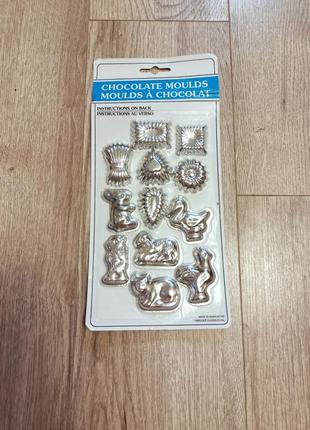 CHOCOLATE MOULDS
MOULDS À CHOCOLAT
INSTRUCTIONS ON BACK
INSTRUCTIONS AU VERSO